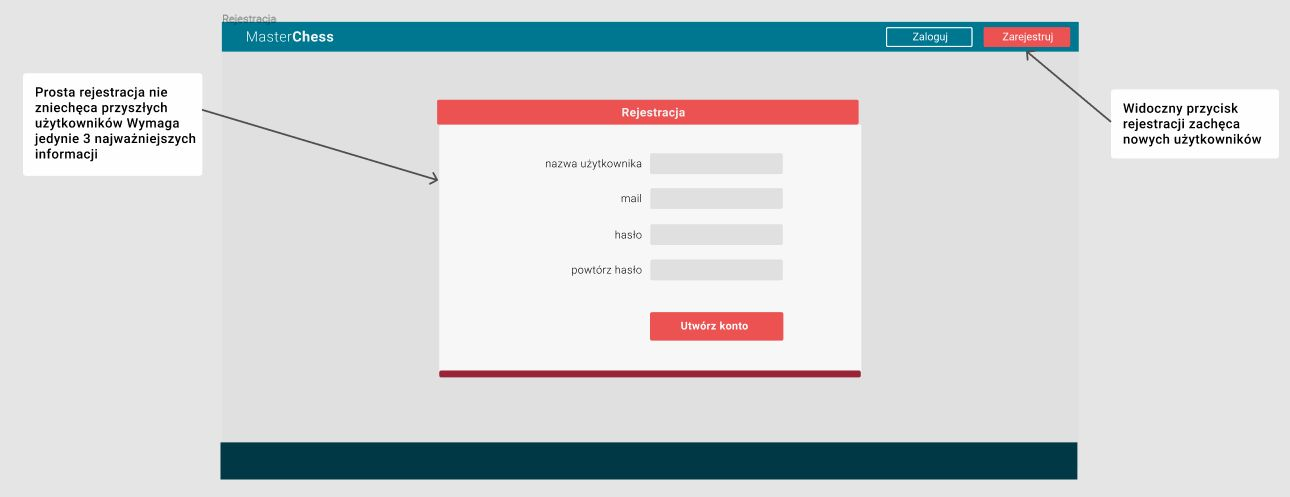 Rejestracja
MasterChess
Zaloguj
Zarejestruj
Prosta rejestracja nie
zniechęca przyszłych
użytkowników Wymaga
jedynie 3 najważniejszych
informacji
Widoczny przycisk
rejestracji zachęca
nowych użytkowników
Rejestracja
nazwa użytkownika
mail
hasło
powtórz hasło
Utwórz konto